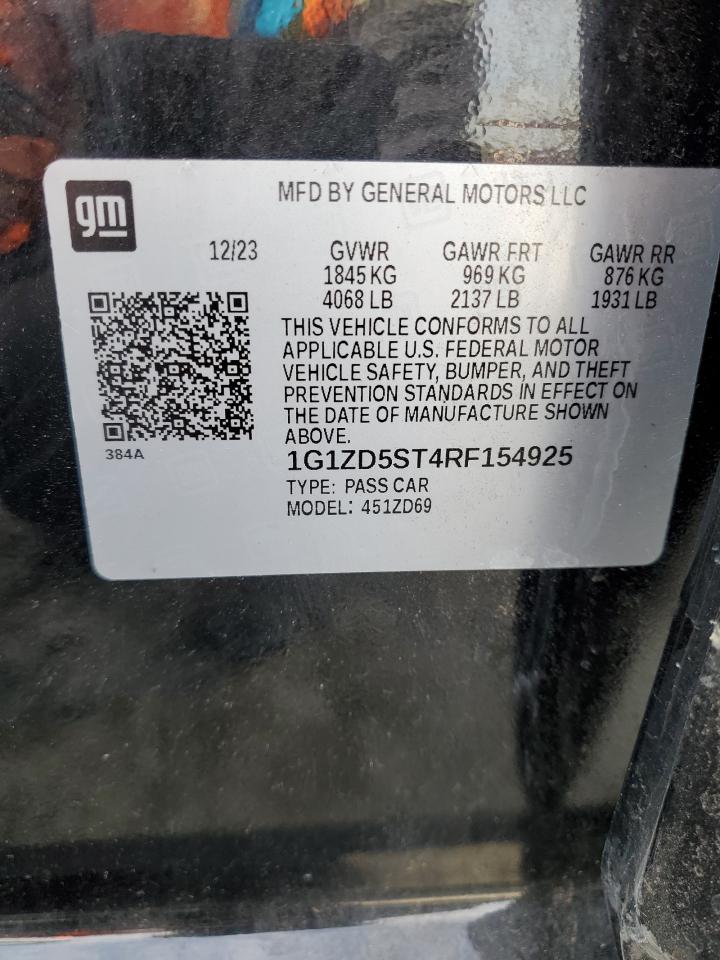 gm
MFD BY GENERAL MOTORS LLC
12/23 GVWR GAWR FRT GAWR RR
1845 KG 969 KG 876 KG
4068 LB 2137 LB 1931 LB
THIS VEHICLE CONFORMS TO ALL
APPLICABLE U.S. FEDERAL MOTOR
VEHICLE SAFETY, BUMPER, AND THEFT
PREVENTION STANDARDS IN EFFECT ON
THE DATE OF MANUFACTURE SHOWN
ABOVE.
384A
1G1ZD5ST4RF154925
TYPE: PASS CAR
MODEL: 451ZD69